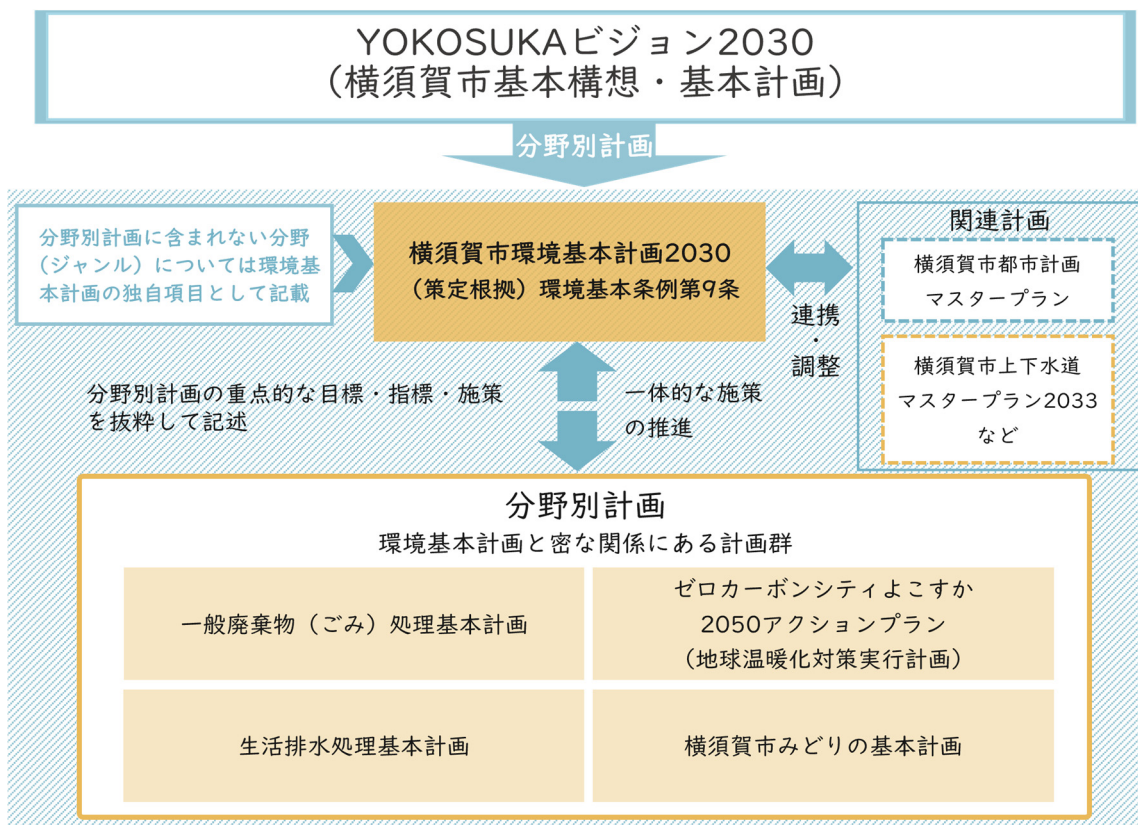 YOKOSUKAビジョン2030
（横須賀市基本構想・基本計画）
分野別計画
分野別計画に含まれない分野
（ジャンル）については環境基
本計画の独自項目として記載
横須賀市環境基本計画2030
（策定根拠）環境基本条例第9条
連携
・
調整
関連計画
横須賀市都市計画
マスタープラン
横須賀市上下水道
マスタープラン2033
など
分野別計画の重点的な目標・指標・施策
を抜粋して記述
一体的な施策
の推進
分野別計画
環境基本計画と密な関係にある計画群
一般廃棄物（ごみ）処理基本計画
ゼロカーボンシティよこすか
2050アクションプラン
（地球温暖化対策実行計画）
生活排水処理基本計画
横須賀市みどりの基本計画